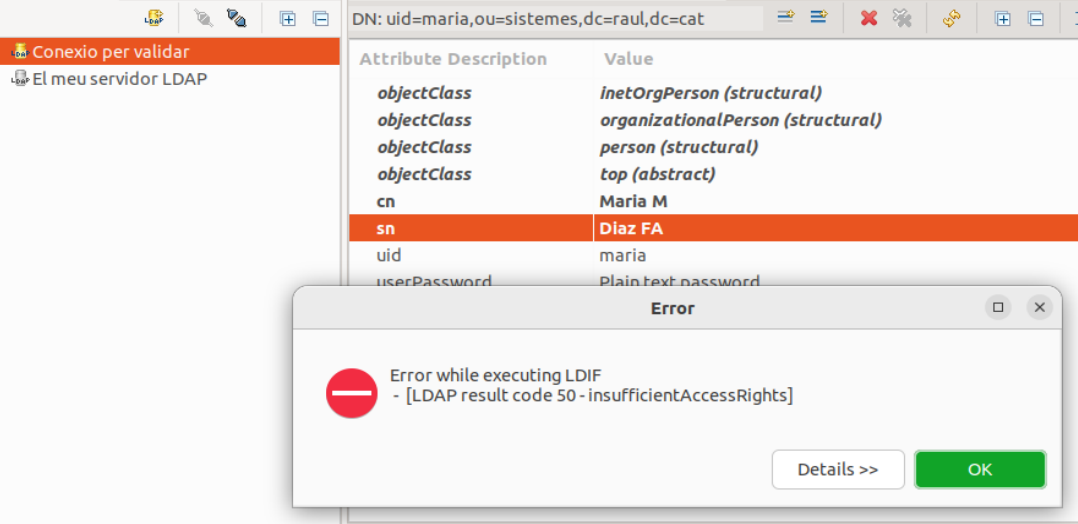 DN: uid=maria,ou=sistemes,dc=raul,dc=cat
Conexio per validar
El meu servidor LDAP
Attribute Description Value
objectClass inetOrgPerson (structural)
objectClass organizationalPerson (structural)
objectClass person (structural)
objectClass top (abstract)
cn Maria M
sn Diaz FA
uid maria
userPassword Plain text password
Error
Error while executing LDIF
- [LDAP result code 50 - insufficientAccessRights]
Details >> OK